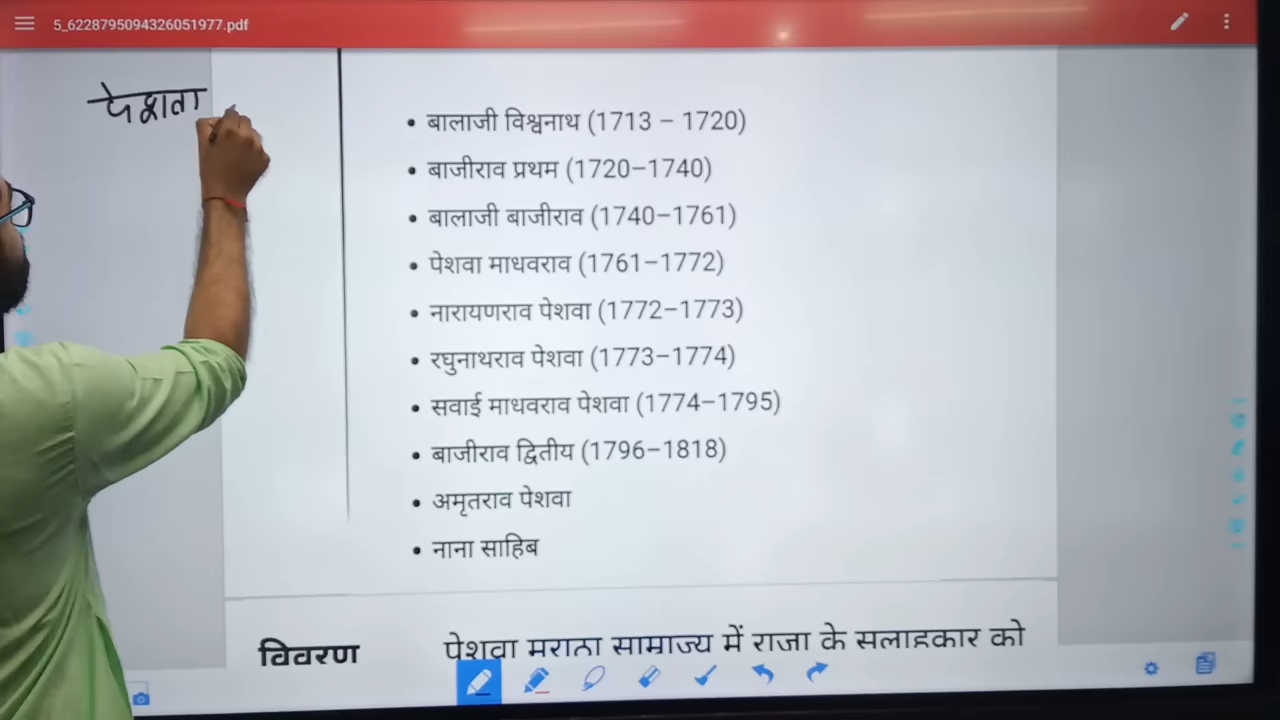 5_6228795094326051977.pdf
पेशवा
• बालाजी विश्वनाथ (1713 – 1720)
• बाजीराव प्रथम (1720–1740)
• बालाजी बाजीराव (1740–1761)
• पेशवा माधवराव (1761–1772)
• नारायणराव पेशवा (1772–1773)
• रघुनाथराव पेशवा (1773–1774)
• सवाई माधवराव पेशवा (1774–1795)
• बाजीराव द्वितीय (1796–1818)
• अमृतराव पेशवा
• नाना साहिब
विवरण पेशवा मराठा साम्राज्य में राजा के सलाहकार को